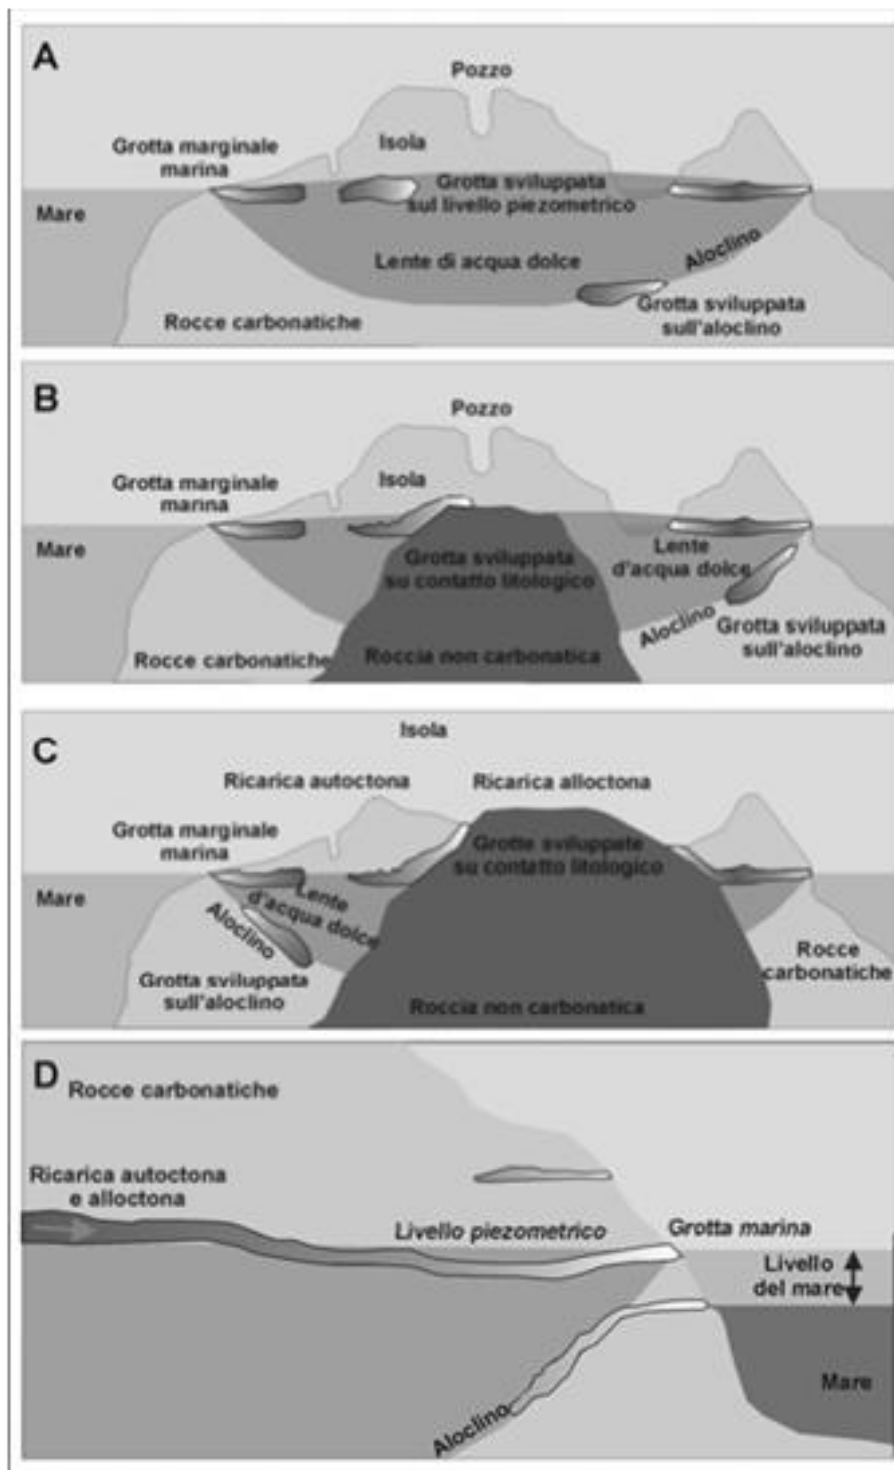 A
Pozzo
Isola
Grotta marginale
marina
Grotta sviluppata
sul livello piezometrico
Mare
Aloclino
Lente di acqua dolce
Grotta sviluppata
sull'aloclino
Rocce carbonatiche
B
Pozzo
Isola
Grotta marginale
marina
Mare
Grotta sviluppata
su contatto litologico
Lente
d'acqua dolce
Aloclino
Grotta sviluppata
sull'aloclino
Rocce carbonatiche
Roccia non carbonatica
C
Isola
Ricarica autoctona
Ricarica alloctona
Grotta marginale
marina
Grotte sviluppate
su contatto litologico
Mare
Lente
d'acqua dolce
Aloclino
Grotta sviluppata
sull'aloclino
Rocce
carbonatiche
Roccia non carbonatica
D
Rocce carbonatiche
Ricarica autoctona
e alloctona
Livello piezometrico
Grotta marina
Livello
del mare
Mare
Aloclino